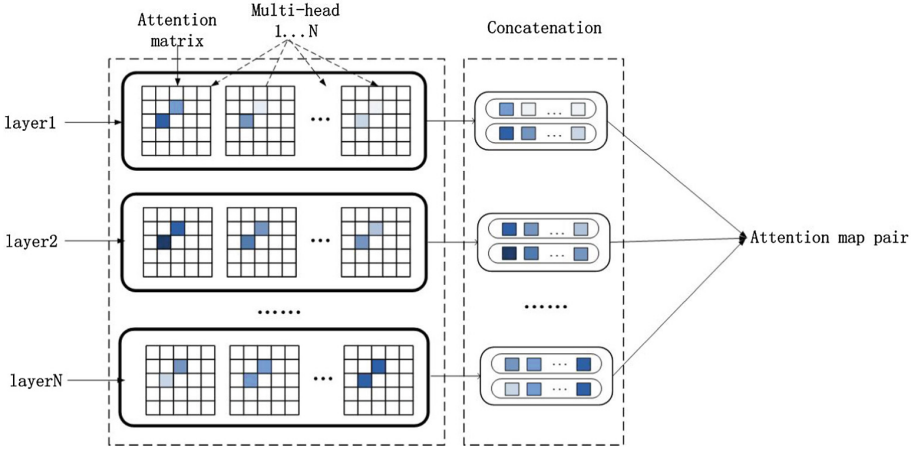 Attention
matrix
Multi-head
1...N
Concatenation
layer1
...
...
...
layer2
...
...
...
Attention map pair
......
......
layerN
...
...
...